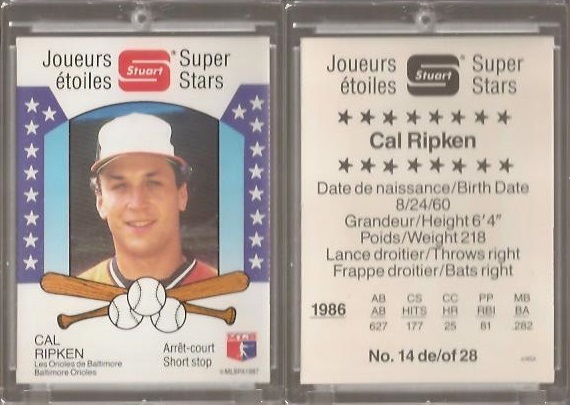 Joueurs Stuart ® Super
étoiles Stars
CAL
RIPKEN
Les Orioles de Baltimore
Baltimore Orioles
Arrêt-court
Short stop
©MLBPA1987
Joueurs Stuart Super
étoiles Stars
Cal Ripken
Date de naissance/Birth Date
8/24/60
Grandeur/Height 6'4"
Poids/Weight 218
Lance droitier/Throws right
Frappe droitier/Bats right
AB CS CC PP MB
1986 AB HITS HR RBI BA
627 177 25 81 282
No. 14 de/of 28